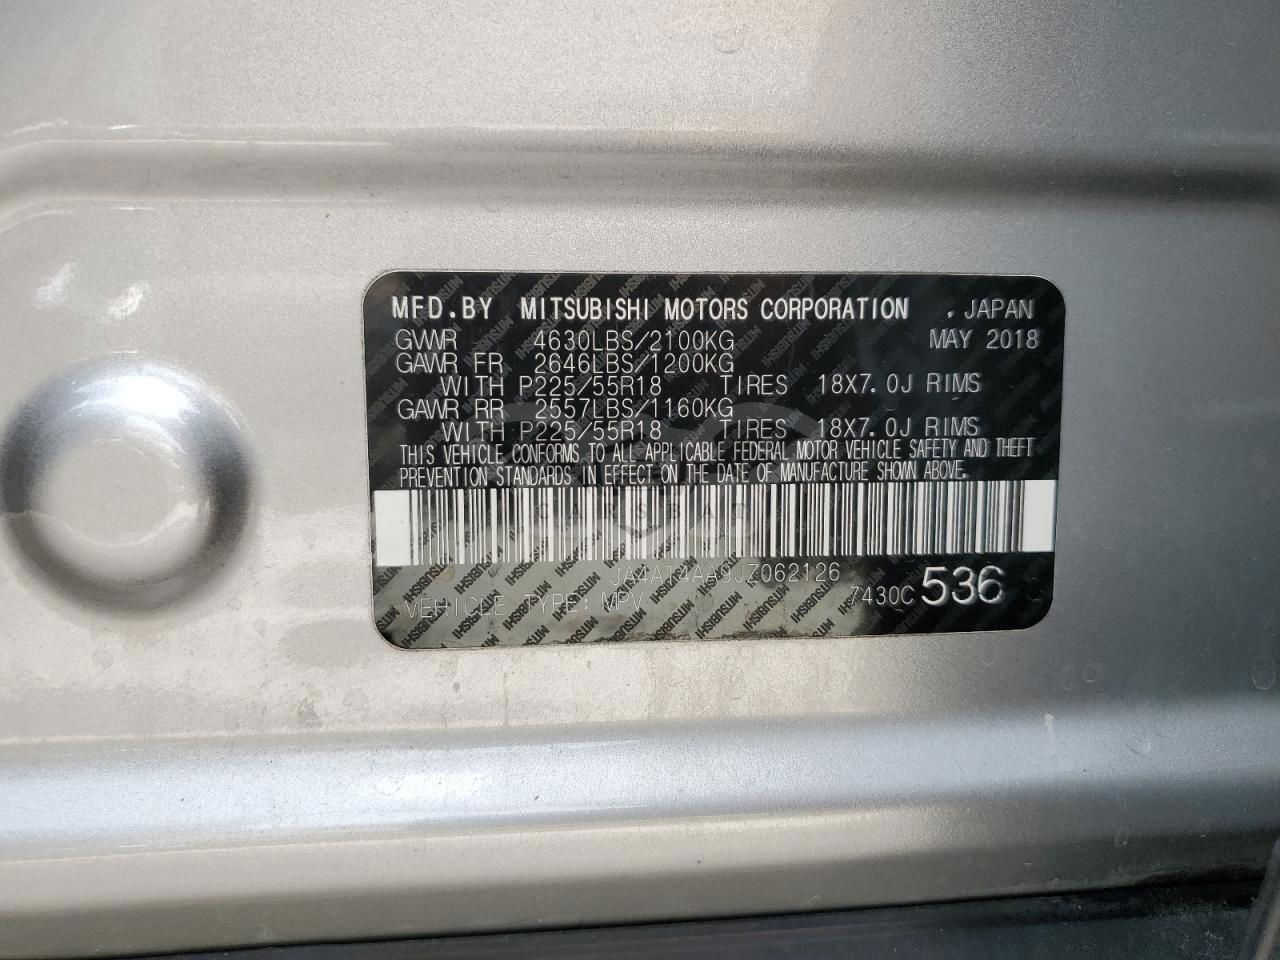 MFD.BY MITSUBISHI MOTORS CORPORATION . JAPAN
GVWR 4630LBS/2100KG MAY 2018
GAWR FR 2646LBS/1200KG
WITH P225/55R18 TIRES 18X7.0J RIMS
GAWR RR 2557LBS/1160KG
WITH P225/55R18 TIRES 18X7.0J RIMS
THIS VEHICLE CONFORMS TO ALL APPLICABLE FEDERAL MOTOR VEHICLE SAFETY AND THEFT
PREVENTION STANDARDS IN EFFECT ON THE DATE OF MANUFACTURE SHOWN ABOVE.
JA4AT4AA9JZ062126
VEHICLE TYPE: MPV 7430C 536